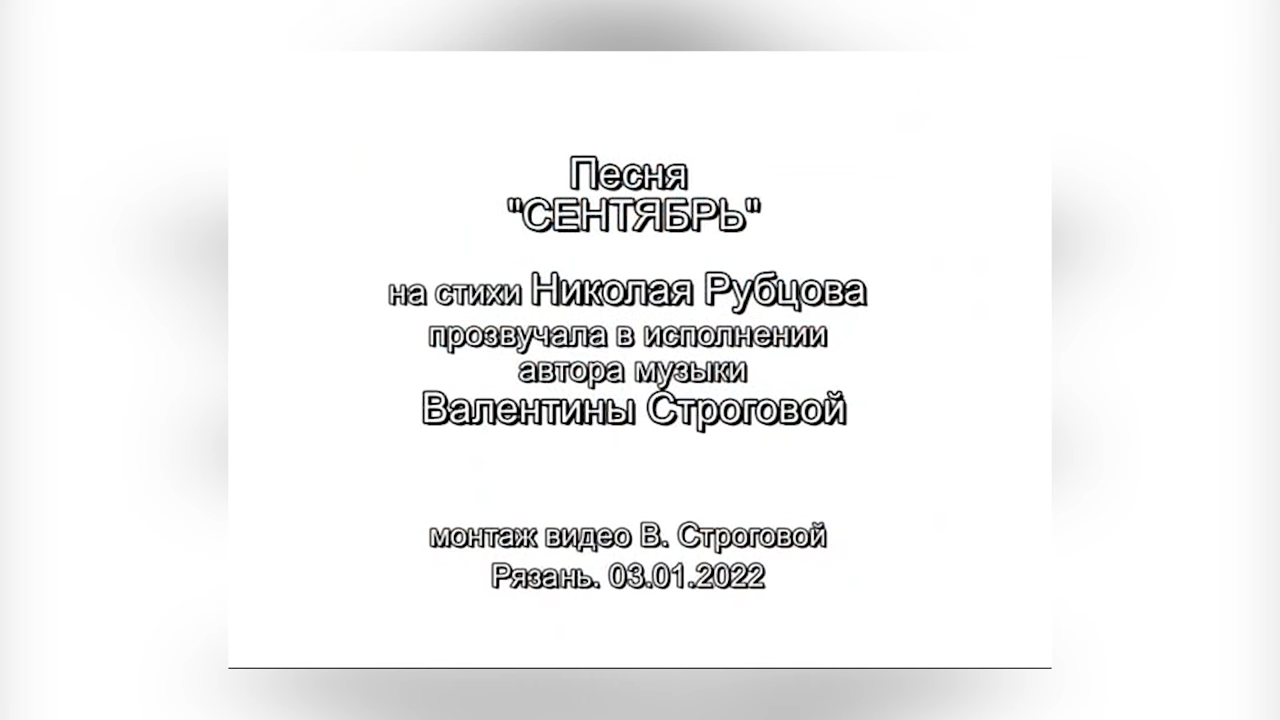 Песня
"СЕНТЯБРЬ"
на стихи Николая Рубцова
прозвучала в исполнении
автора музыки
Валентины Строговой
монтаж видео В. Строговой
Рязань. 03.01.2022